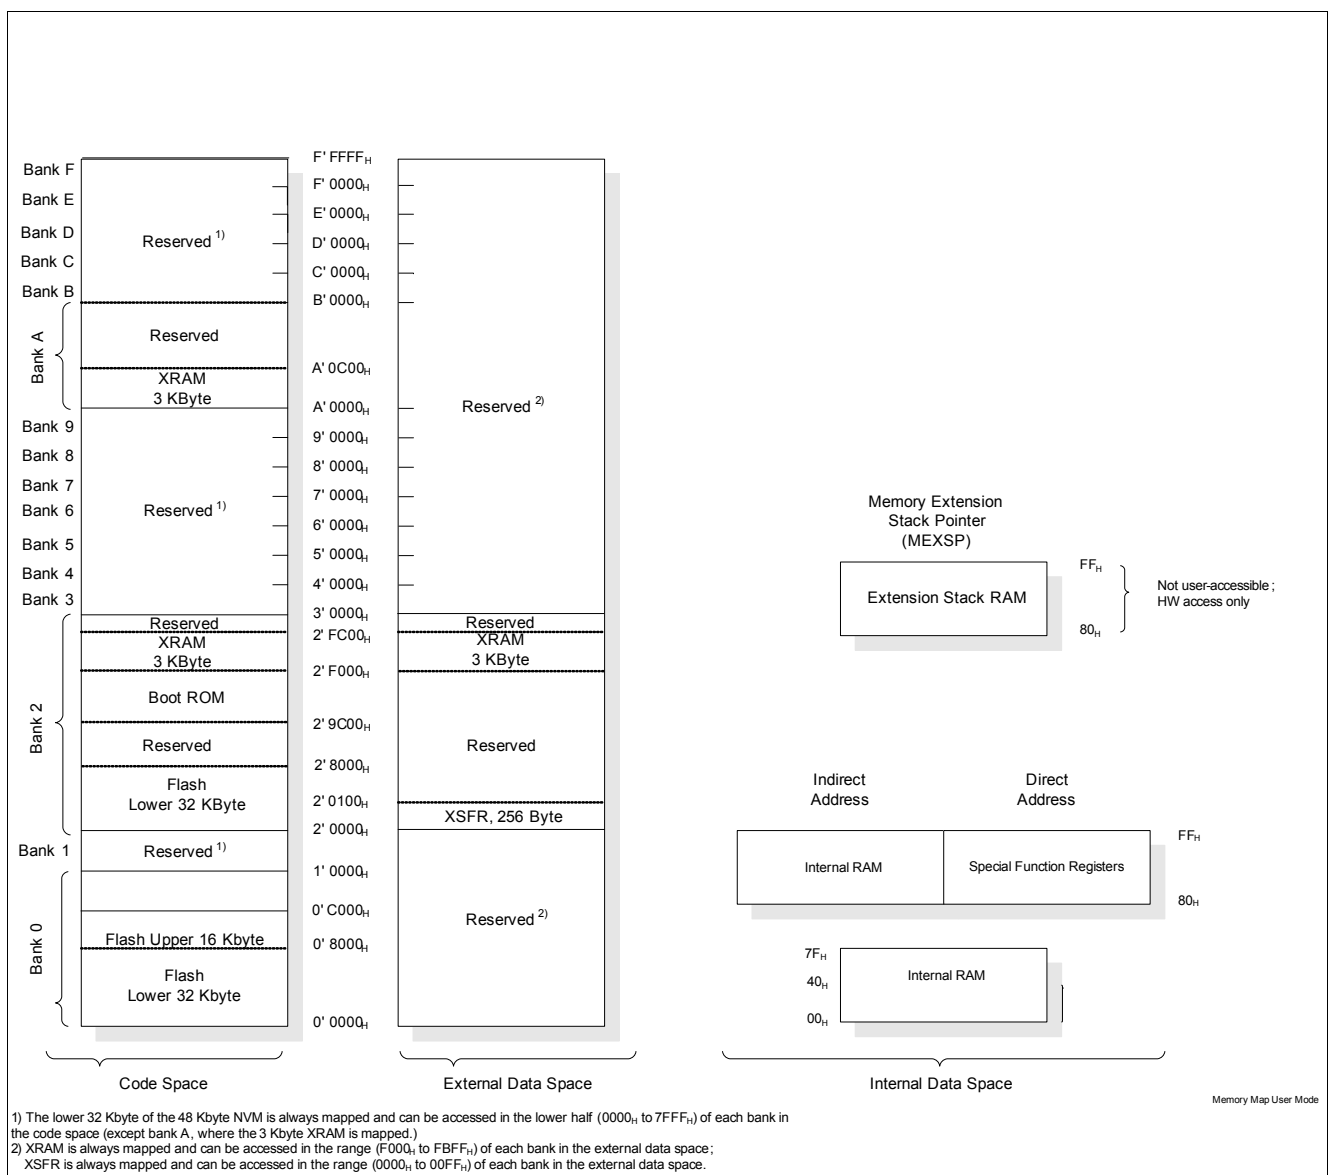 Bank F
Bank E
Bank D
Bank C
Bank B
Bank A
Bank 9
Bank 8
Bank 7
Bank 6
Bank 5
Bank 4
Bank 3
Bank 2
Bank 1
Bank 0
Reserved 1)
Reserved
XRAM
3 KByte
Reserved 1)
Reserved
XRAM
3 KByte
Boot ROM
Reserved
Flash
Lower 32 KByte
Reserved 1)
Flash Upper 16 Kbyte
Flash
Lower 32 Kbyte
Code Space
F' FFFFH
F' 0000H
E' 0000H
D' 0000H
C' 0000H
B' 0000H
A' 0C00H
A' 0000H
9' 0000H
8' 0000H
7' 0000H
6' 0000H
5' 0000H
4' 0000H
3' 0000H
2' FC00H
2' F000H
2' 9C00H
2' 8000H
2' 0100H
2' 0000H
1' 0000H
0' C000H
0' 8000H
0' 0000H
Reserved 2)
Reserved
XRAM
3 KByte
Reserved
XSFR, 256 Byte
Reserved 2)
External Data Space
Memory Extension
Stack Pointer
(MEXSP)
Extension Stack RAM
FFH
80H
Not user-accessible;
HW access only
Indirect
Address
Direct
Address
Internal RAM
Special Function Registers
FFH
80H
7FH
40H
00H
Internal RAM
Internal Data Space
Memory Map User Mode
1) The lower 32 Kbyte of the 48 Kbyte NVM is always mapped and can be accessed in the lower half (0000H to 7FFFH) of each bank in
the code space (except bank A, where the 3 Kbyte XRAM is mapped.)
2) XRAM is always mapped and can be accessed in the range (F000H to FBFFH) of each bank in the external data space;
XSFR is always mapped and can be accessed in the range (0000H to 00FFH) of each bank in the external data space.